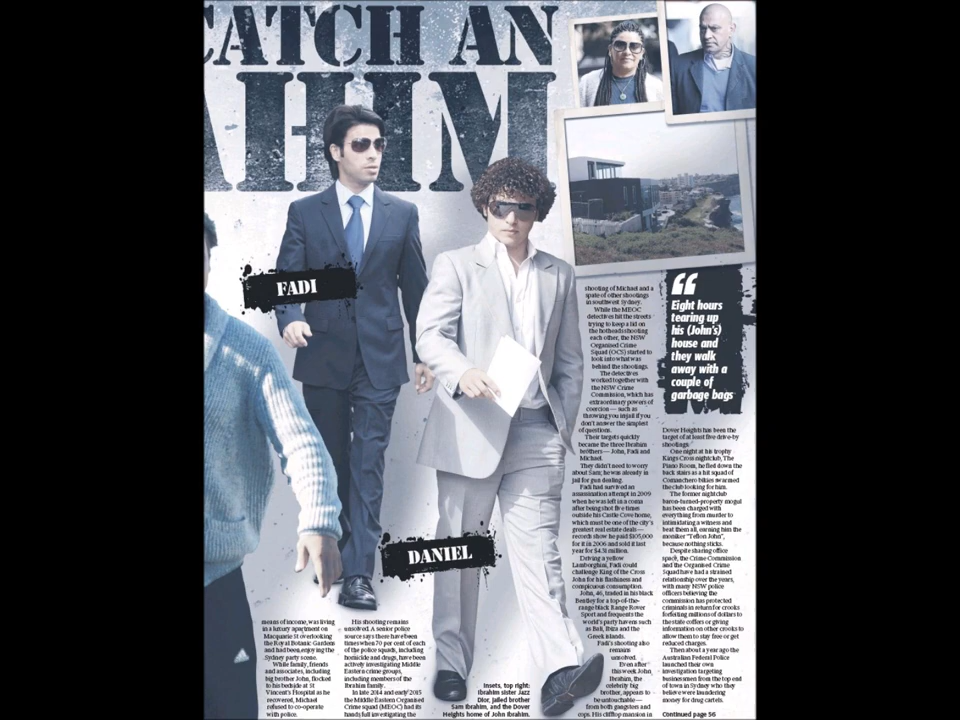 CATCH AN
AHIM
FADI
DANIEL
means of income, was living
in a luxury apartment on
Macquarie St overlooking
the Royal Botanic Gardens
and had been enjoying the
Sydney party scene.
While family, friends
and associates, including
big brother John, flocked
to his bedside at St
Vincent's Hospital as he
recovered, Michael
refused to co-operate
with police.
His shooting remains
unsolved. A senior police
source says there have been
times when 70 per cent of each
of the police squads, including
homicide and drugs, have been
actively investigating Middle
Eastern crime groups,
including members of the
Ibrahim family.
In late 2014 and early 2015
the Middle Eastern Organised
Crime squad (MEOC) had its
hands full investigating the
Insets, top right:
Ibrahim sister Jazz
Dior, jailed brother
Sam Ibrahim, and the Dover
Heights home of John Ibrahim.
shooting of Michael and a
spate of other shootings
in southwest Sydney.
While the MEOC
detectives hit the streets
trying to keep a lid on
the hotheads shooting
each other, the NSW
Organised Crime
Squad (OCS) started to
look into what was
behind the shootings.
The detectives
worked together with
the NSW Crime
Commission, which has
extraordinary powers of
coercion — such as
throwing you in jail if you
don't answer the simplest
of questions.
Their targets quickly
became the three Ibrahim
brothers — John, Fadi and
Michael.
They didn't need to worry
about Sam; he was already in
jail for gun dealing.
Fadi had survived an
assassination attempt in 2009
when he was left in a coma
after being shot five times
outside his Castle Cove home,
which must be one of the city's
greatest real estate deals —
records show he paid $105,000
for it in 2006 and sold it last
year for $4.31 million.
Driving a yellow
Lamborghini, Fadi could
challenge King of the Cross
John for his flashiness and
conspicuous consumption.
John, 46, traded in his black
Bentley for a top-of-the-
range black Range Rover
Sport and frequents the
world's party havens such
as Bali, Ibiza and the
Greek islands.
Fadi's shooting also
remains
unsolved.
Even after
this week John
Ibrahim, the
celebrity big
brother, appears to
be untouchable —
from both gangsters and
cops. His clifftop mansion in
“
Eight hours
tearing up
his (John's)
house and
they walk
away with a
couple of
garbage bags
Dover Heights has been the
target of at least five drive-by
shootings.
One night at his trophy
Kings Cross nightclub, The
Piano Room, he fled down the
back stairs as a hit squad of
Comanchero bikies swarmed
the club looking for him.
The former nightclub
baron-turned-property mogul
has been charged with
everything from murder to
intimidating a witness and
beat them all, earning him the
moniker “Teflon John”,
because nothing sticks.
Despite sharing office
space, the Crime Commission
and the Organised Crime
Squad have had a strained
relationship over the years,
with many NSW police
officers believing the
commission has protected
criminals in return for crooks
forfeiting millions of dollars to
the state coffers or giving
information on other crooks to
allow them to stay free or get
reduced charges.
Then about a year ago the
Australian Federal Police
launched their own
investigation targeting
businessmen from the top end
of town in Sydney who they
believe were laundering
money for drug cartels.
Continued page 56